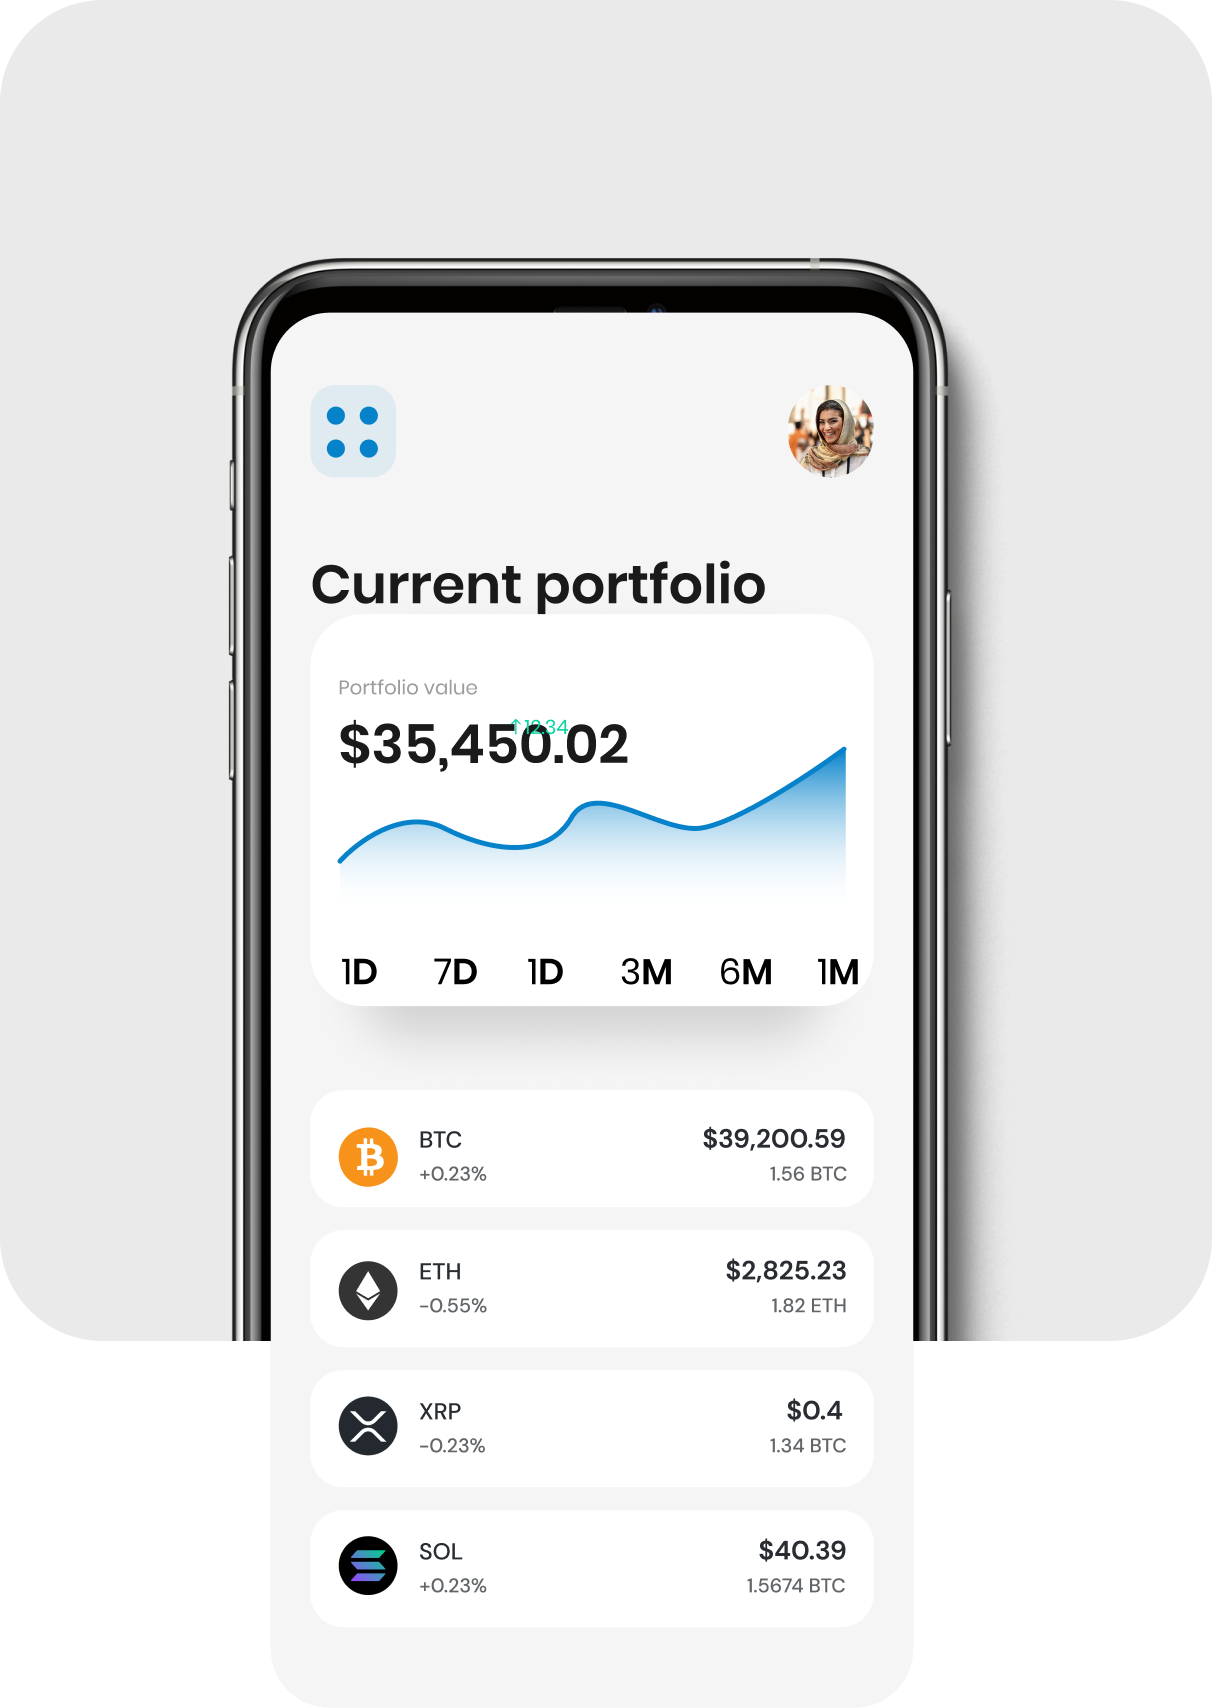 Current portfolio
Portfolio value
↑12.34
$35,450.02
1D 7D 1D 3M 6M 1M
BTC $39,200.59
+0.23% 1.56 BTC
ETH $2,825.23
-0.55% 1.82 ETH
XRP $0.4
-0.23% 1.34 BTC
SOL $40.39
+0.23% 1.5674 BTC